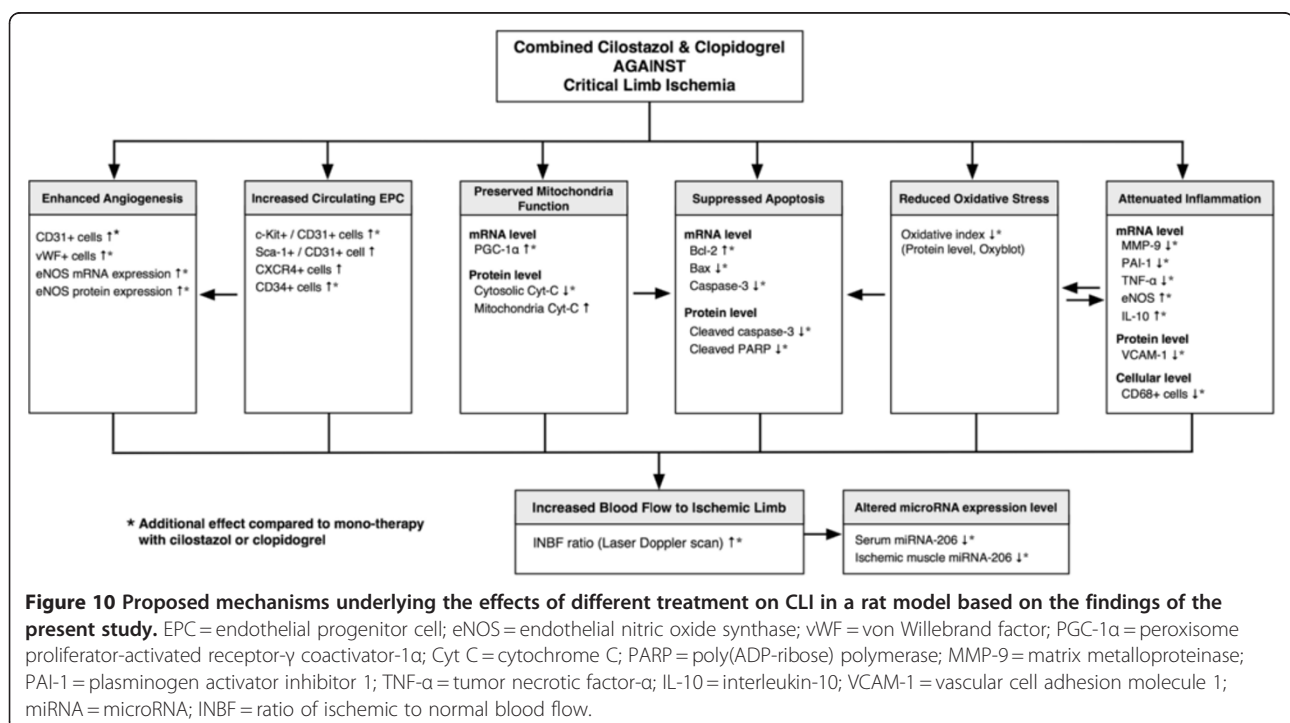 Combined Cilostazol & Clopidogrel
AGAINST
Critical Limb Ischemia
Enhanced Angiogenesis
CD31+ cells ↑*
vWF+ cells ↑*
eNOS mRNA expression ↑*
eNOS protein expression ↑*
Increased Circulating EPC
c-Kit+ / CD31+ cells ↑*
Sca-1+ / CD31+ cell ↑
CXCR4+ cells ↑
CD34+ cells ↑*
Preserved Mitochondria
Function
mRNA level
PGC-1α ↑*
Protein level
Cytosolic Cyt-C ↓*
Mitochondria Cyt-C ↑
Suppressed Apoptosis
mRNA level
Bcl-2 ↑*
Bax ↓*
Caspase-3 ↓*
Protein level
Cleaved caspase-3 ↓*
Cleaved PARP ↓*
Reduced Oxidative Stress
Oxidative index ↓*
(Protein level, Oxyblot)
Attenuated Inflammation
mRNA level
MMP-9 ↓*
PAI-1 ↓*
TNF-α ↓*
eNOS ↑*
IL-10 ↑*
Protein level
VCAM-1 ↓*
Cellular level
CD68+ cells ↓*
* Additional effect compared to mono-therapy
with cilostazol or clopidogrel
Increased Blood Flow to Ischemic Limb
INBF ratio (Laser Doppler scan) ↑*
Altered microRNA expression level
Serum miRNA-206 ↓*
Ischemic muscle miRNA-206 ↓*
Figure 10 Proposed mechanisms underlying the effects of different treatment on CLI in a rat model based on the findings of the
present study. EPC = endothelial progenitor cell; eNOS = endothelial nitric oxide synthase; vWF = von Willebrand factor; PGC-1α = peroxisome
proliferator-activated receptor-γ coactivator-1α; Cyt C = cytochrome C; PARP = poly(ADP-ribose) polymerase; MMP-9 = matrix metalloproteinase;
PAI-1 = plasminogen activator inhibitor 1; TNF-α = tumor necrotic factor-α; IL-10 = interleukin-10; VCAM-1 = vascular cell adhesion molecule 1;
miRNA = microRNA; INBF = ratio of ischemic to normal blood flow.